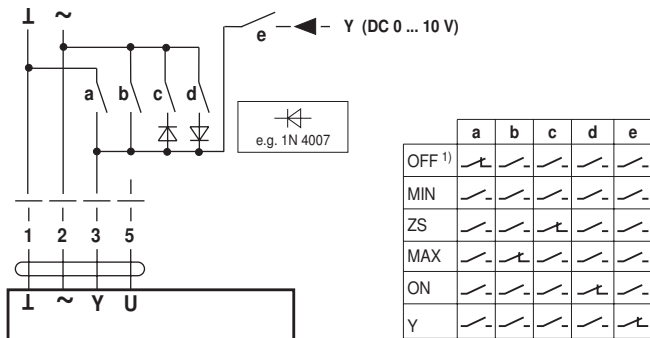 ⊥ ~
e Y (DC 0 ... 10 V)
a b c d
e.g. 1N 4007
1 2 3 5
⊥ ~ Y U
a b c d e
OFF 1)
MIN
ZS
MAX
ON
Y